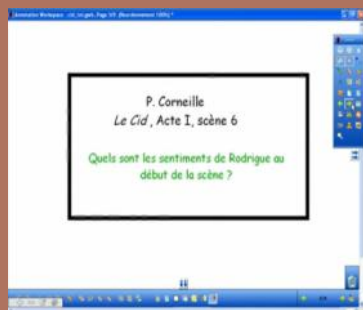 P. Corneille
Le Cid , Acte I, scène 6
Quels sont les sentiments de Rodrigue au
début de la scène ?